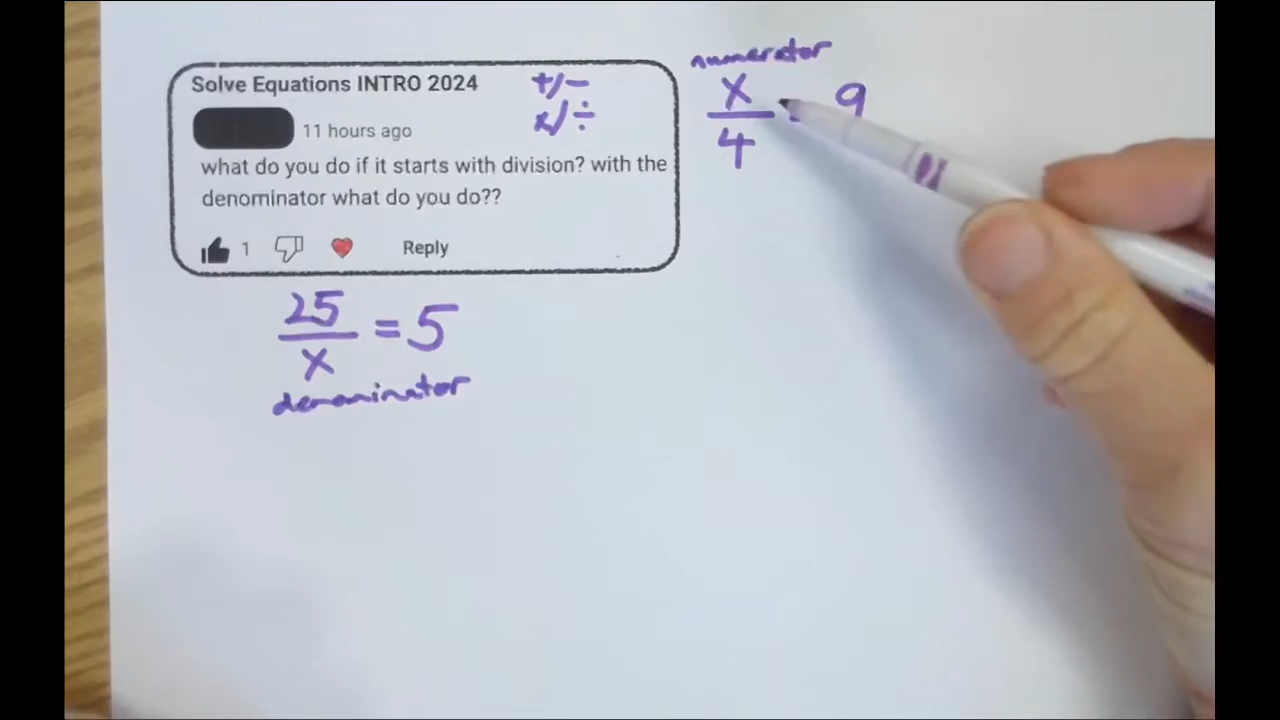 Solve Equations INTRO 2024
+/-
×/÷
11 hours ago
what do you do if it starts with division? with the
denominator what do you do??
1
Reply
numerator
x
4
9
25
x
= 5
denominator